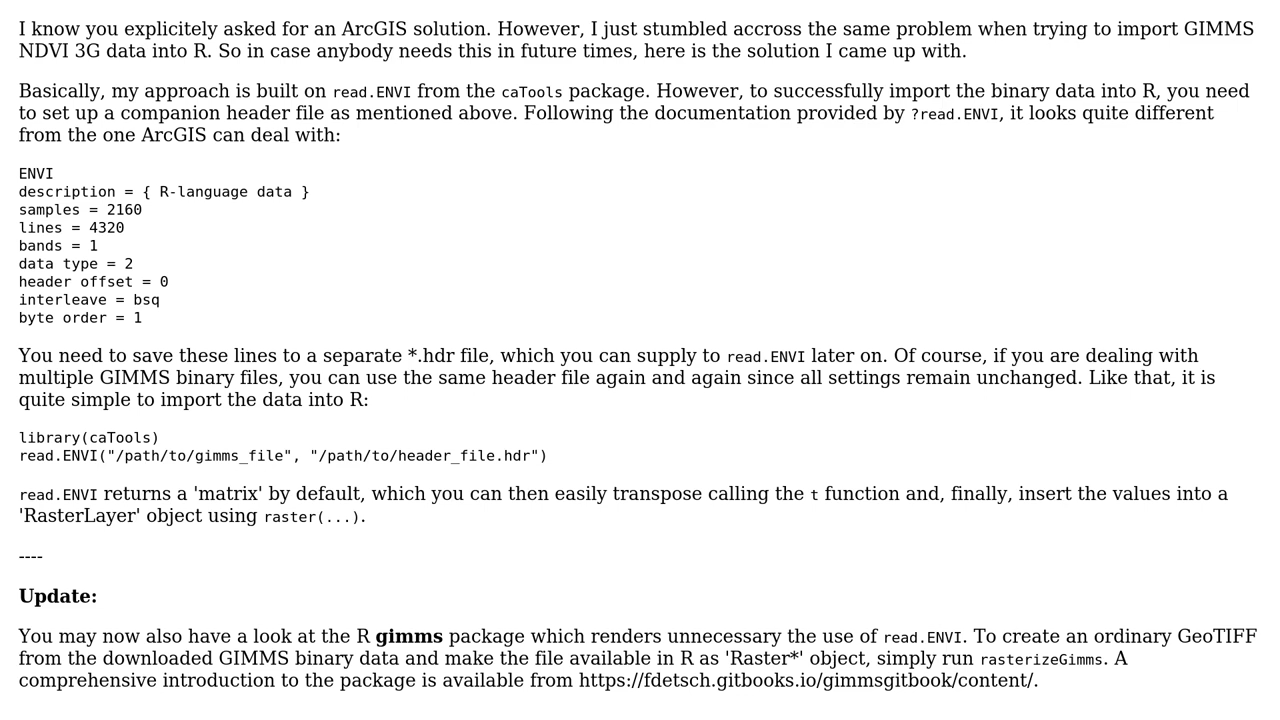 I know you explicitely asked for an ArcGIS solution. However, I just stumbled accross the same problem when trying to import GIMMS
NDVI 3G data into R. So in case anybody needs this in future times, here is the solution I came up with.
Basically, my approach is built on read.ENVI from the caTools package. However, to successfully import the binary data into R, you need
to set up a companion header file as mentioned above. Following the documentation provided by ?read.ENVI, it looks quite different
from the one ArcGIS can deal with:
ENVI
description = { R-language data }
samples = 2160
lines = 4320
bands = 1
data type = 2
header offset = 0
interleave = bsq
byte order = 1
You need to save these lines to a separate *.hdr file, which you can supply to read.ENVI later on. Of course, if you are dealing with
multiple GIMMS binary files, you can use the same header file again and again since all settings remain unchanged. Like that, it is
quite simple to import the data into R:
library(caTools)
read.ENVI("/path/to/gimms_file", "/path/to/header_file.hdr")
read.ENVI returns a 'matrix' by default, which you can then easily transpose calling the t function and, finally, insert the values into a
'RasterLayer' object using raster(...).
----
Update:
You may now also have a look at the R gimms package which renders unnecessary the use of read.ENVI. To create an ordinary GeoTIFF
from the downloaded GIMMS binary data and make the file available in R as 'Raster*' object, simply run rasterizeGimms. A
comprehensive introduction to the package is available from https://fdetsch.gitbooks.io/gimmsgitbook/content/.